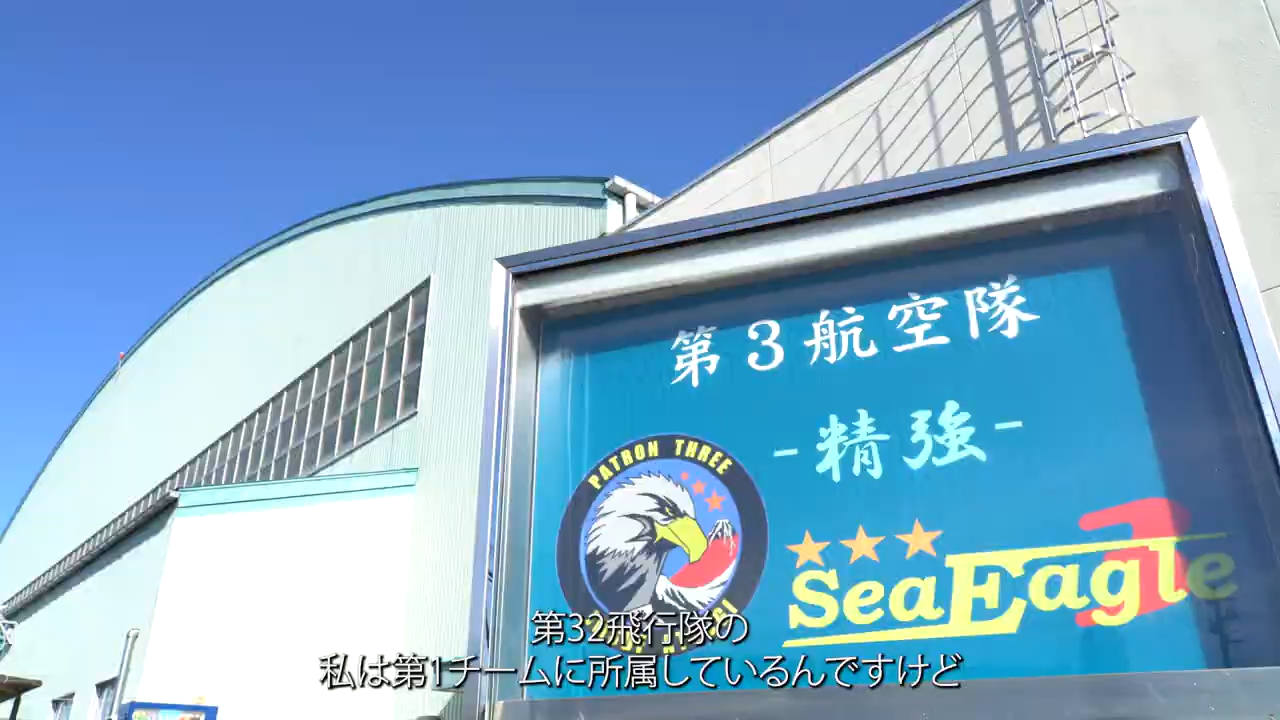 第3航空隊
-精強-
PATRON THREE
SeaEagle
第32飛行隊の
私は第1チームに所属しているんですけど